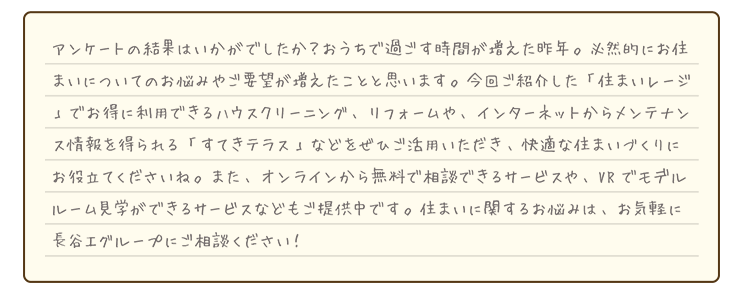 アンケートの結果はいかがでしたか？おうちで過ごす時間が増えた昨年。必然的にお住
まいについてのお悩みやご要望が増えたことと思います。今回ご紹介した「住まいレージ
」でお得に利用できるハウスクリーニング、リフォームや、インターネットからメンテナン
ス情報を得られる「すてきテラス」などをぜひご活用いただき、快適な住まいづくりに
お役立てくださいね。また、オンラインから無料で相談できるサービスや、VRでモデル
ルーム見学ができるサービスなどもご提供中です。住まいに関するお悩みは、お気軽に
長谷工グループにご相談ください！